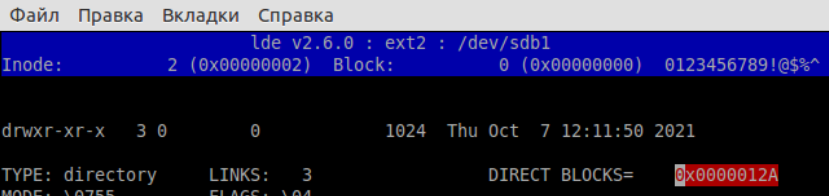 Файл Правка Вкладки Справка
lde v2.6.0 : ext2 : /dev/sdb1
Inode: 2 (0x00000002) Block: 0 (0x00000000) 0123456789!@$%^
drwxr-xr-x 3 0 0 1024 Thu Oct 7 12:11:50 2021
TYPE: directory LINKS: 3 DIRECT BLOCKS= 0x0000012A
MODE: \0755 FLAGS: \04